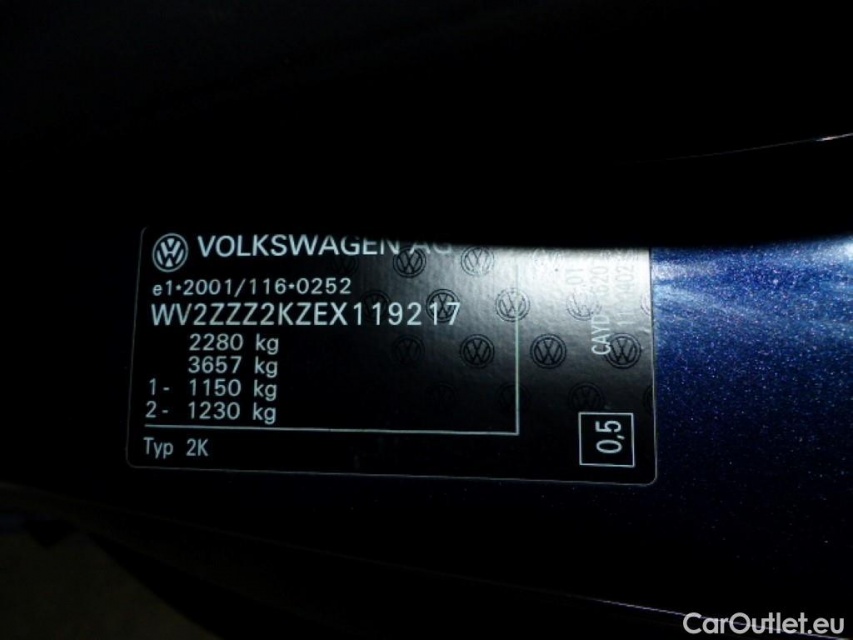 VOLKSWAGEN AG
e1*2001/116*0252
WV2ZZZ2KZEX119217
2280 kg
3657 kg
1- 1150 kg
2- 1230 kg
Typ 2K
CAYD
0,5
CarOutlet.eu